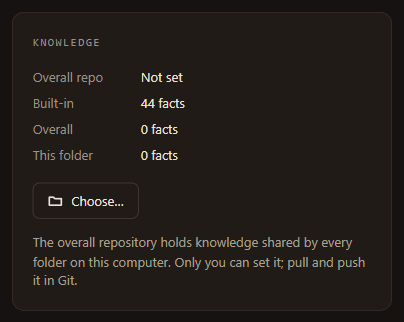 KNOWLEDGE
Overall repo Not set
Built-in 44 facts
Overall 0 facts
This folder 0 facts
Choose...
The overall repository holds knowledge shared by every
folder on this computer. Only you can set it; pull and push
it in Git.